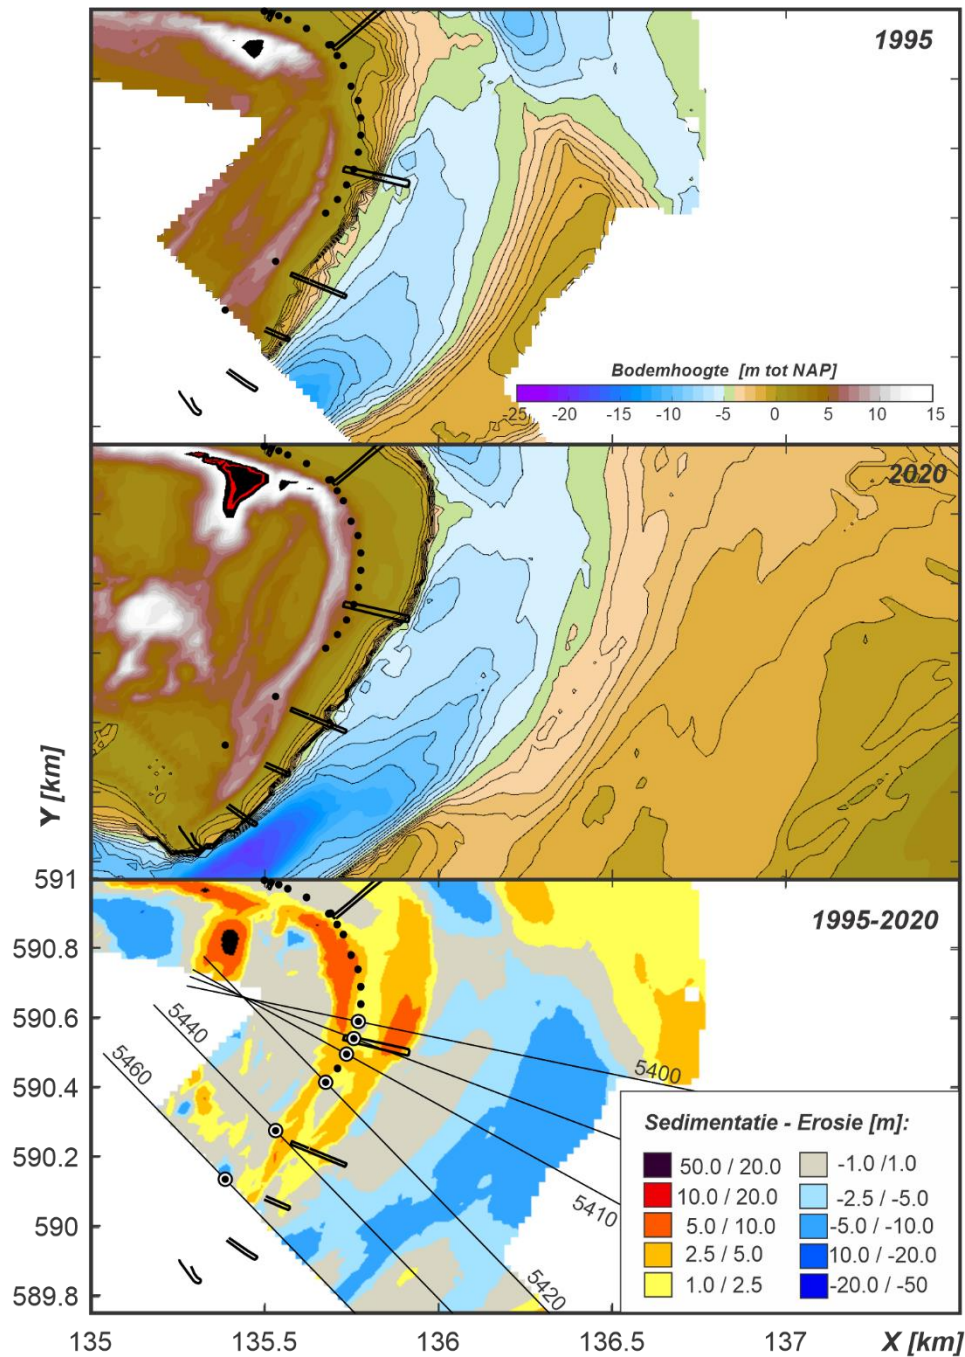 1995
Bodemhoogte [m tot NAP]
-25 -20 -15 -10 -5 0 5 10 15
2020
Y [km]
591
1995-2020
590.8
590.6
5440
5460
5400
590.4
Sedimentatie - Erosie [m]:
50.0 / 20.0 -1.0 /1.0
590.2
10.0 / 20.0 -2.5 / -5.0
5410
590
5.0 / 10.0 -5.0 / -10.0
2.5 / 5.0 10.0 / -20.0
589.8
1.0 / 2.5 -20.0 / -50
5420
135 135.5 136 136.5 137 X [km]